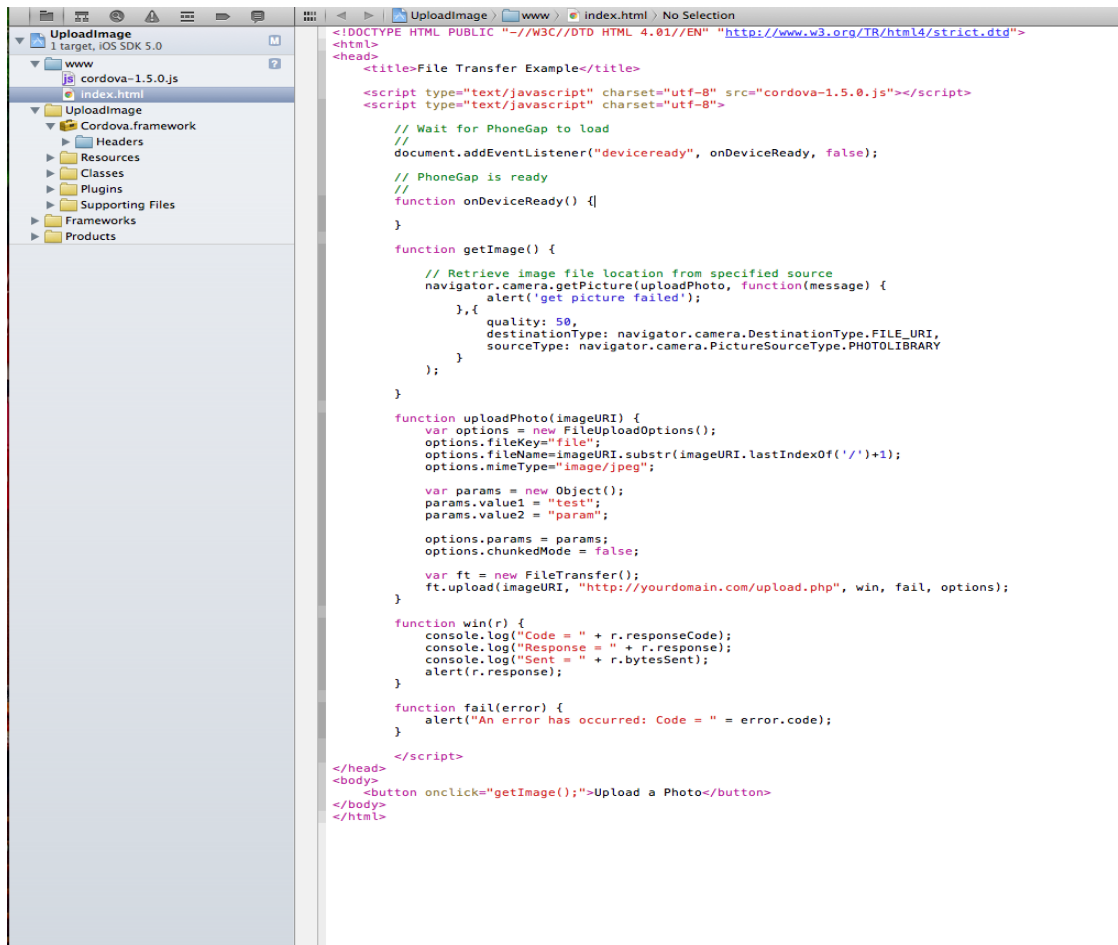 UploadImage
1 target, iOS SDK 5.0
M
www
?
js cordova-1.5.0.js
index.html
UploadImage
Cordova.framework
Headers
Resources
Classes
Plugins
Supporting Files
Frameworks
Products
UploadImage www index.html No Selection
<!DOCTYPE HTML PUBLIC "-//W3C//DTD HTML 4.01//EN" "http://www.w3.org/TR/html4/strict.dtd">
<html>
<head>
<title>File Transfer Example</title>
<script type="text/javascript" charset="utf-8" src="cordova-1.5.0.js"></script>
<script type="text/javascript" charset="utf-8">
// Wait for PhoneGap to load
//
document.addEventListener("deviceready", onDeviceReady, false);
// PhoneGap is ready
//
function onDeviceReady() {
}
function getImage() {
// Retrieve image file location from specified source
navigator.camera.getPicture(uploadPhoto, function(message) {
alert('get picture failed');
},{
quality: 50,
destinationType: navigator.camera.DestinationType.FILE_URI,
sourceType: navigator.camera.PictureSourceType.PHOTOLIBRARY
}
);
}
function uploadPhoto(imageURI) {
var options = new FileUploadOptions();
options.fileKey="file";
options.fileName=imageURI.substr(imageURI.lastIndexOf('/')+1);
options.mimeType="image/jpeg";
var params = new Object();
params.value1 = "test";
params.value2 = "param";
options.params = params;
options.chunkedMode = false;
var ft = new FileTransfer();
ft.upload(imageURI, "http://yourdomain.com/upload.php", win, fail, options);
}
function win(r) {
console.log("Code = " + r.responseCode);
console.log("Response = " + r.response);
console.log("Sent = " + r.bytesSent);
alert(r.response);
}
function fail(error) {
alert("An error has occurred: Code = " = error.code);
}
</script>
</head>
<body>
<button onclick="getImage();">Upload a Photo</button>
</body>
</html>